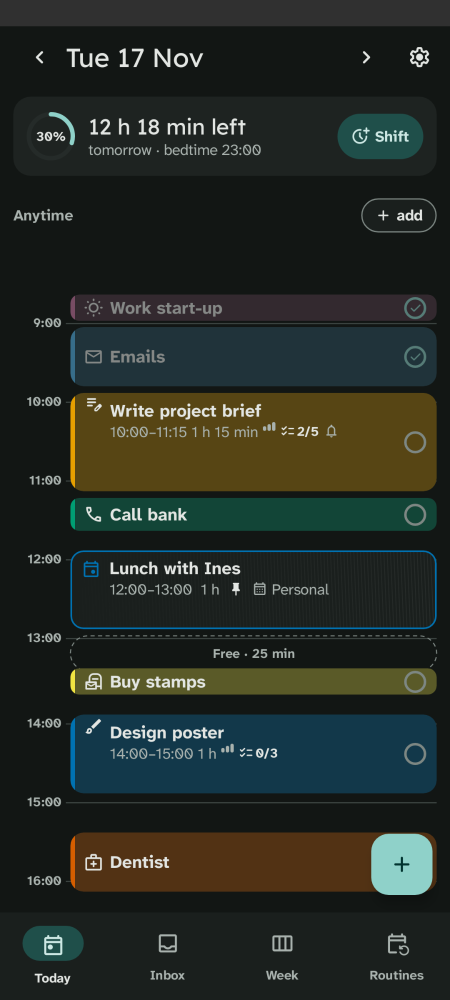 Tue 17 Nov
30%
12 h 18 min left
tomorrow · bedtime 23:00
Shift
Anytime
+ add
Work start-up
9:00
Emails
10:00
Write project brief
10:00–11:15 1 h 15 min 2/5
11:00
Call bank
12:00
Lunch with Ines
12:00–13:00 1 h Personal
13:00
Free · 25 min
Buy stamps
14:00
Design poster
14:00–15:00 1 h 0/3
15:00
Dentist
16:00
Today
Inbox
Week
Routines